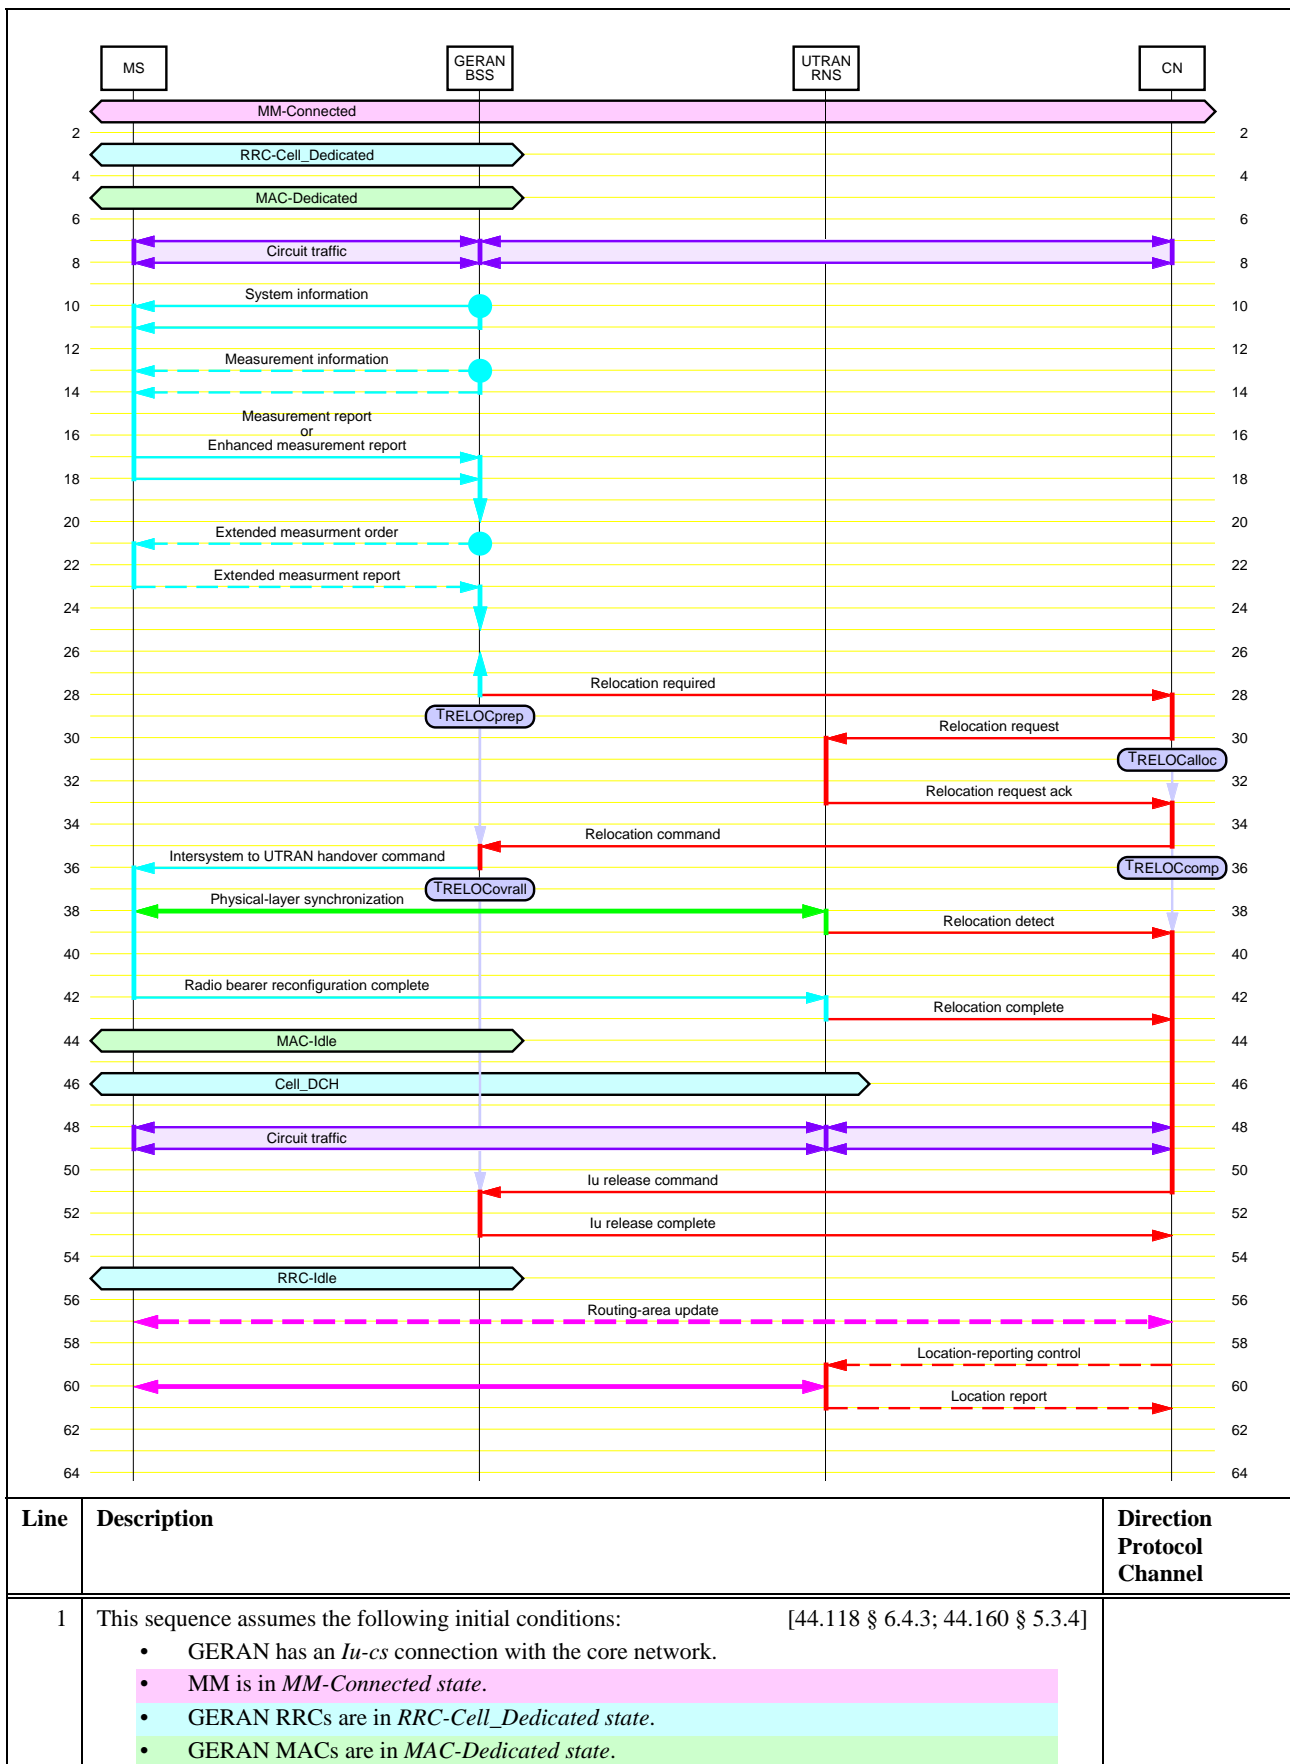 MS
GERAN
BSS
UTRAN
RNS
CN
MM-Connected
2 2
RRC-Cell_Dedicated
4 4
MAC-Dedicated
6 6
Circuit traffic
8 8
System information
10 10
12 12
Measurement information
14 14
Measurement report
or
16 16
Enhanced measurement report
18 18
20 20
Extended measurment order
22 22
Extended measurment report
24 24
26 26
Relocation required
28 28
TRELOCprep
Relocation request
30 30
TRELOCalloc
32 32
Relocation request ack
34 34
Relocation command
Intersystem to UTRAN handover command
36 TRELOCcomp 36
TRELOCovrall
Physical-layer synchronization
38 38
Relocation detect
40 40
Radio bearer reconfiguration complete
42 42
Relocation complete
44 MAC-Idle 44
46 Cell_DCH 46
48 48
Circuit traffic
50 50
Iu release command
52 52
Iu release complete
54 54
RRC-Idle
56 56
Routing-area update
58 58
Location-reporting control
60 60
Location report
62 62
64 64
Line Description Direction
Protocol
Channel
1 This sequence assumes the following initial conditions: [44.118 § 6.4.3; 44.160 § 5.3.4]
• GERAN has an Iu-cs connection with the core network.
• MM is in MM-Connected state.
• GERAN RRCs are in RRC-Cell_Dedicated state.
• GERAN MACs are in MAC-Dedicated state.